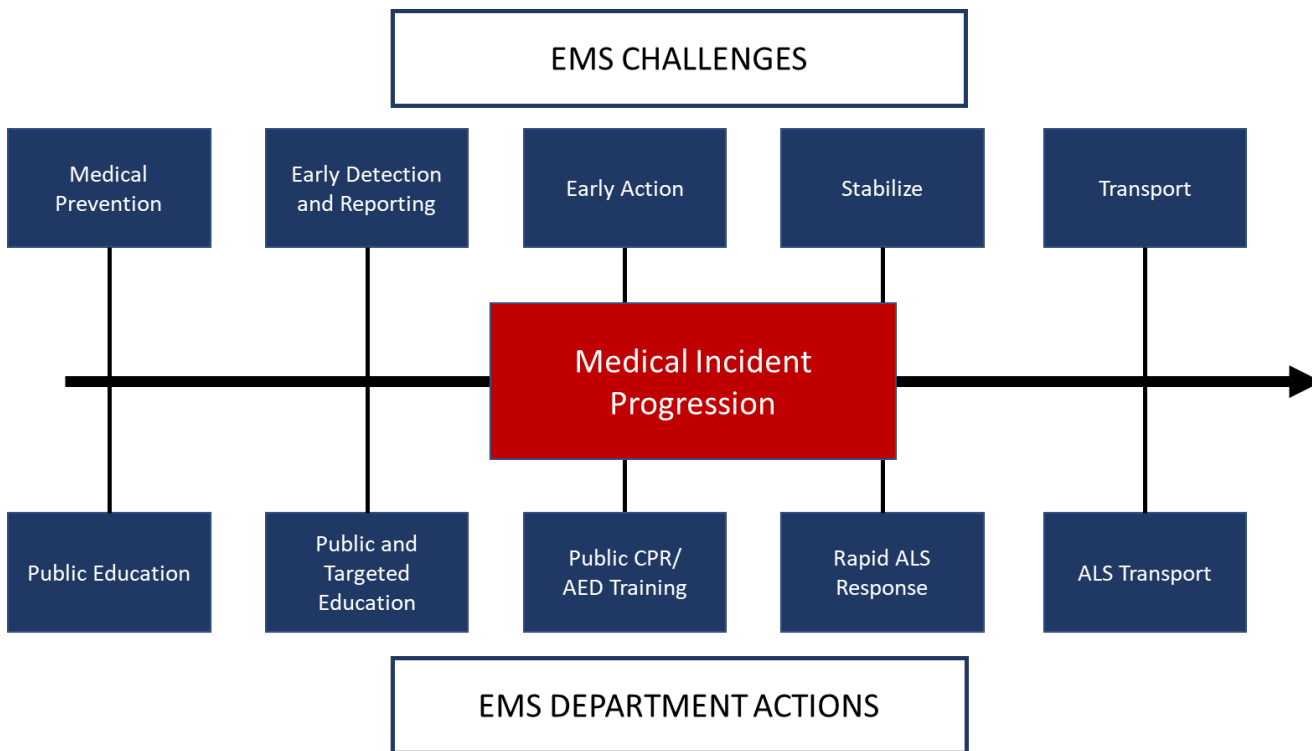 EMS CHALLENGES
Medical
Prevention
Early Detection
and Reporting
Early Action
Stabilize
Transport
Medical Incident
Progression
Public Education
Public and
Targeted
Education
Public CPR/
AED Training
Rapid ALS
Response
ALS Transport
EMS DEPARTMENT ACTIONS